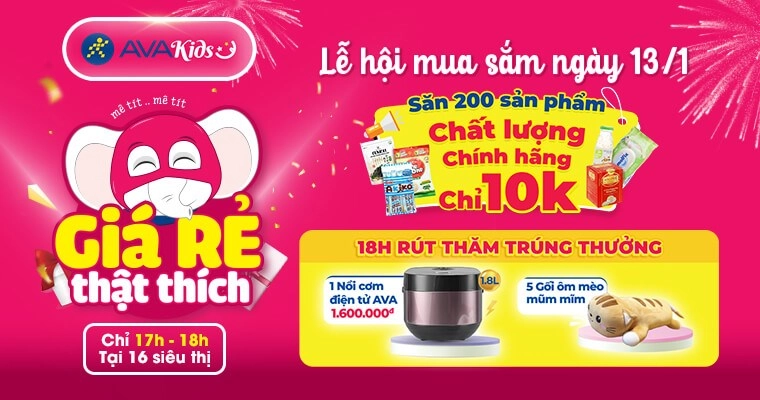 AVAKids
mê tít .. mê tít
Giá RẺ
thật thích
Chỉ 17h - 18h
Tại 16 siêu thị
Lễ hội mua sắm ngày 13/1
Săn 200 sản phẩm
Chất lượng
Chính hãng
Chỉ 10k
18H RÚT THĂM TRÚNG THƯỞNG
1 Nồi cơm
điện tử AVA
1.600.000đ
1.8L
5 Gối ôm mèo
mũm mĩm